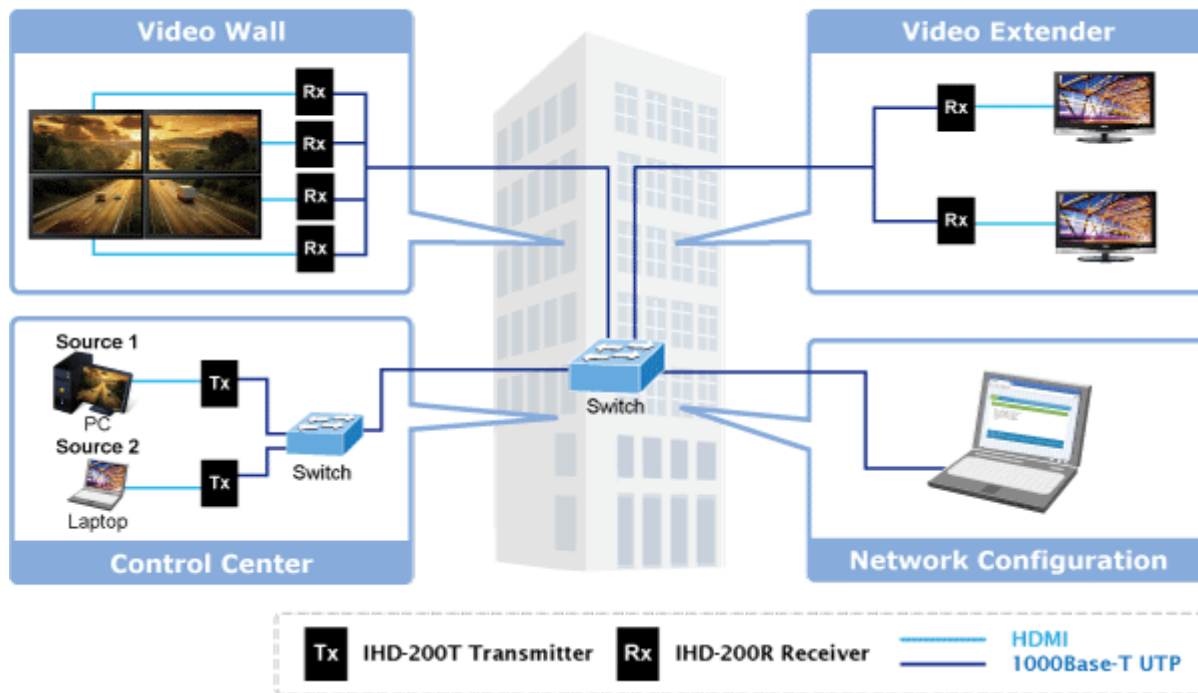 Video Wall
Rx
Rx
Rx
Rx
Video Extender
Rx
Rx
Source 1
Tx
PC
Source 2
Tx
Laptop
Switch
Control Center
Switch
Network Configuration
Tx IHD-200T Transmitter
Rx IHD-200R Receiver
HDMI
1000Base-T UTP